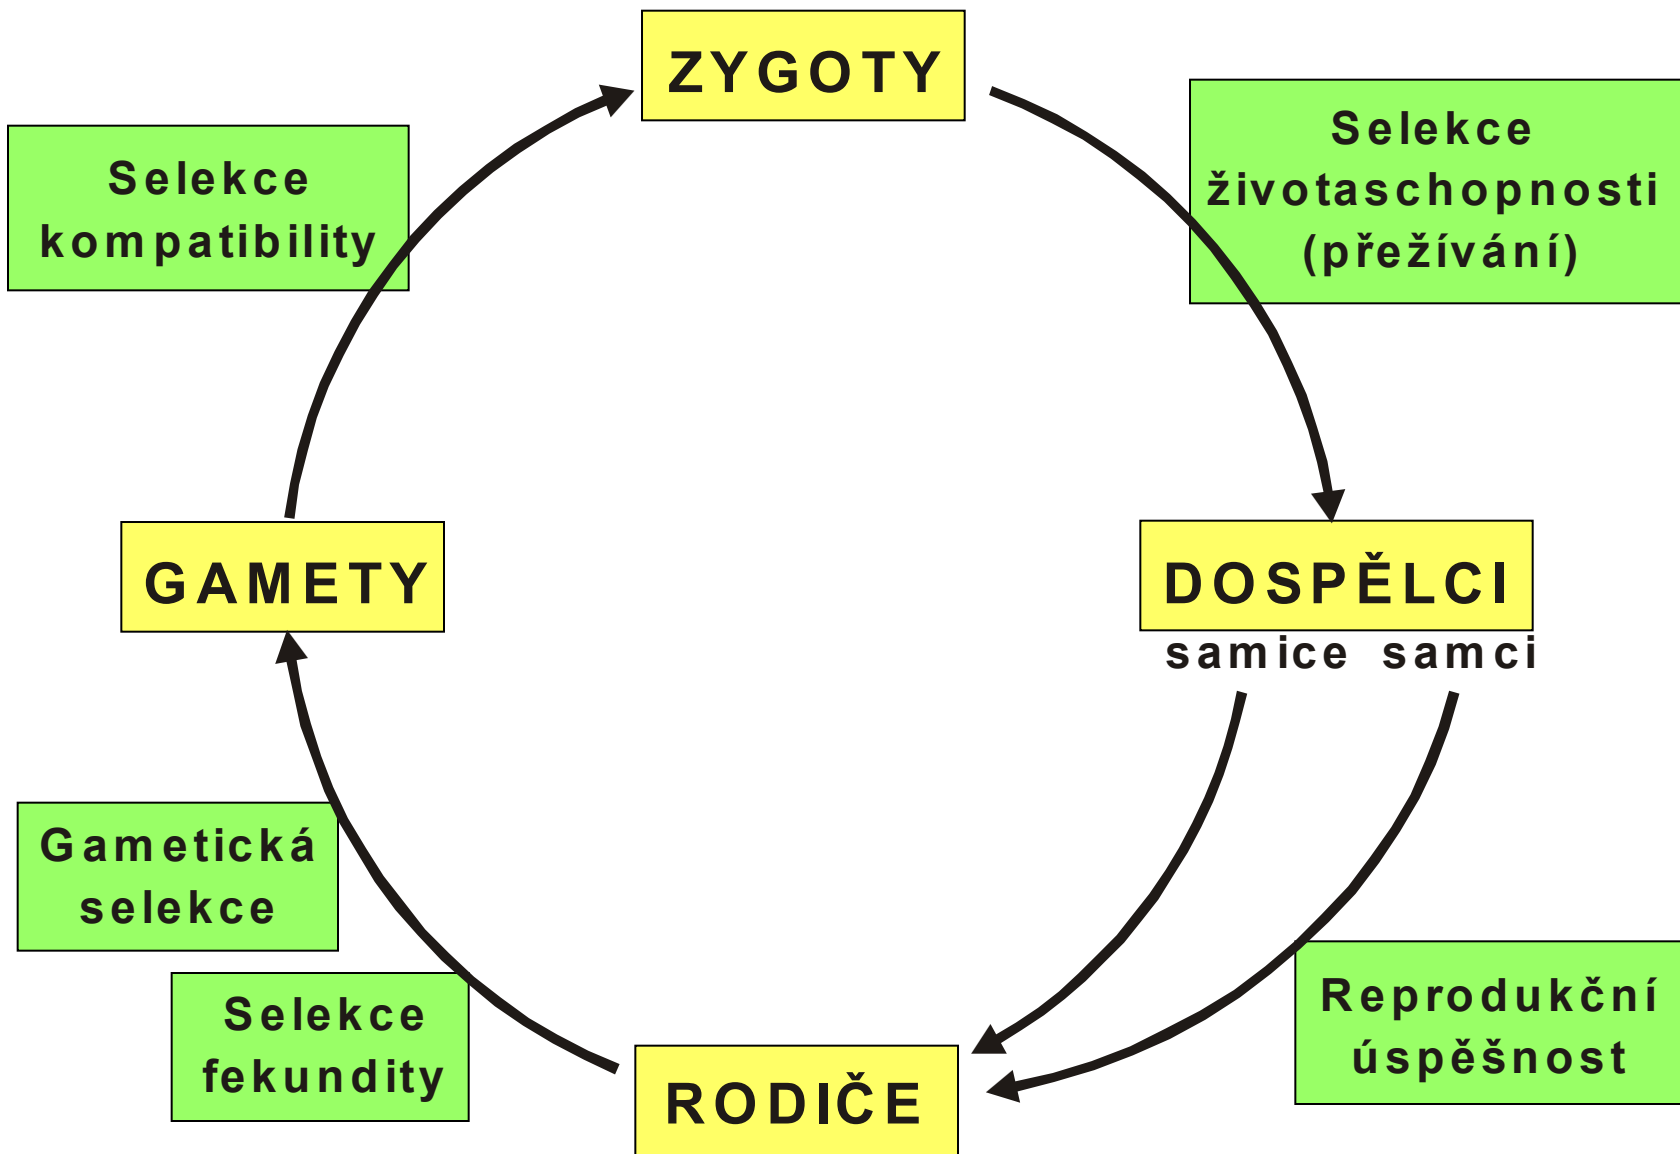 ZYGOTY
Selekce
životaschopnosti
(přežívání)
Selekce
kompatibility
GAMETY
DOSPĚLCI
samice samci
Gametická
selekce
Selekce
fekundity
RODIČE
Reprodukční
úspěšnost